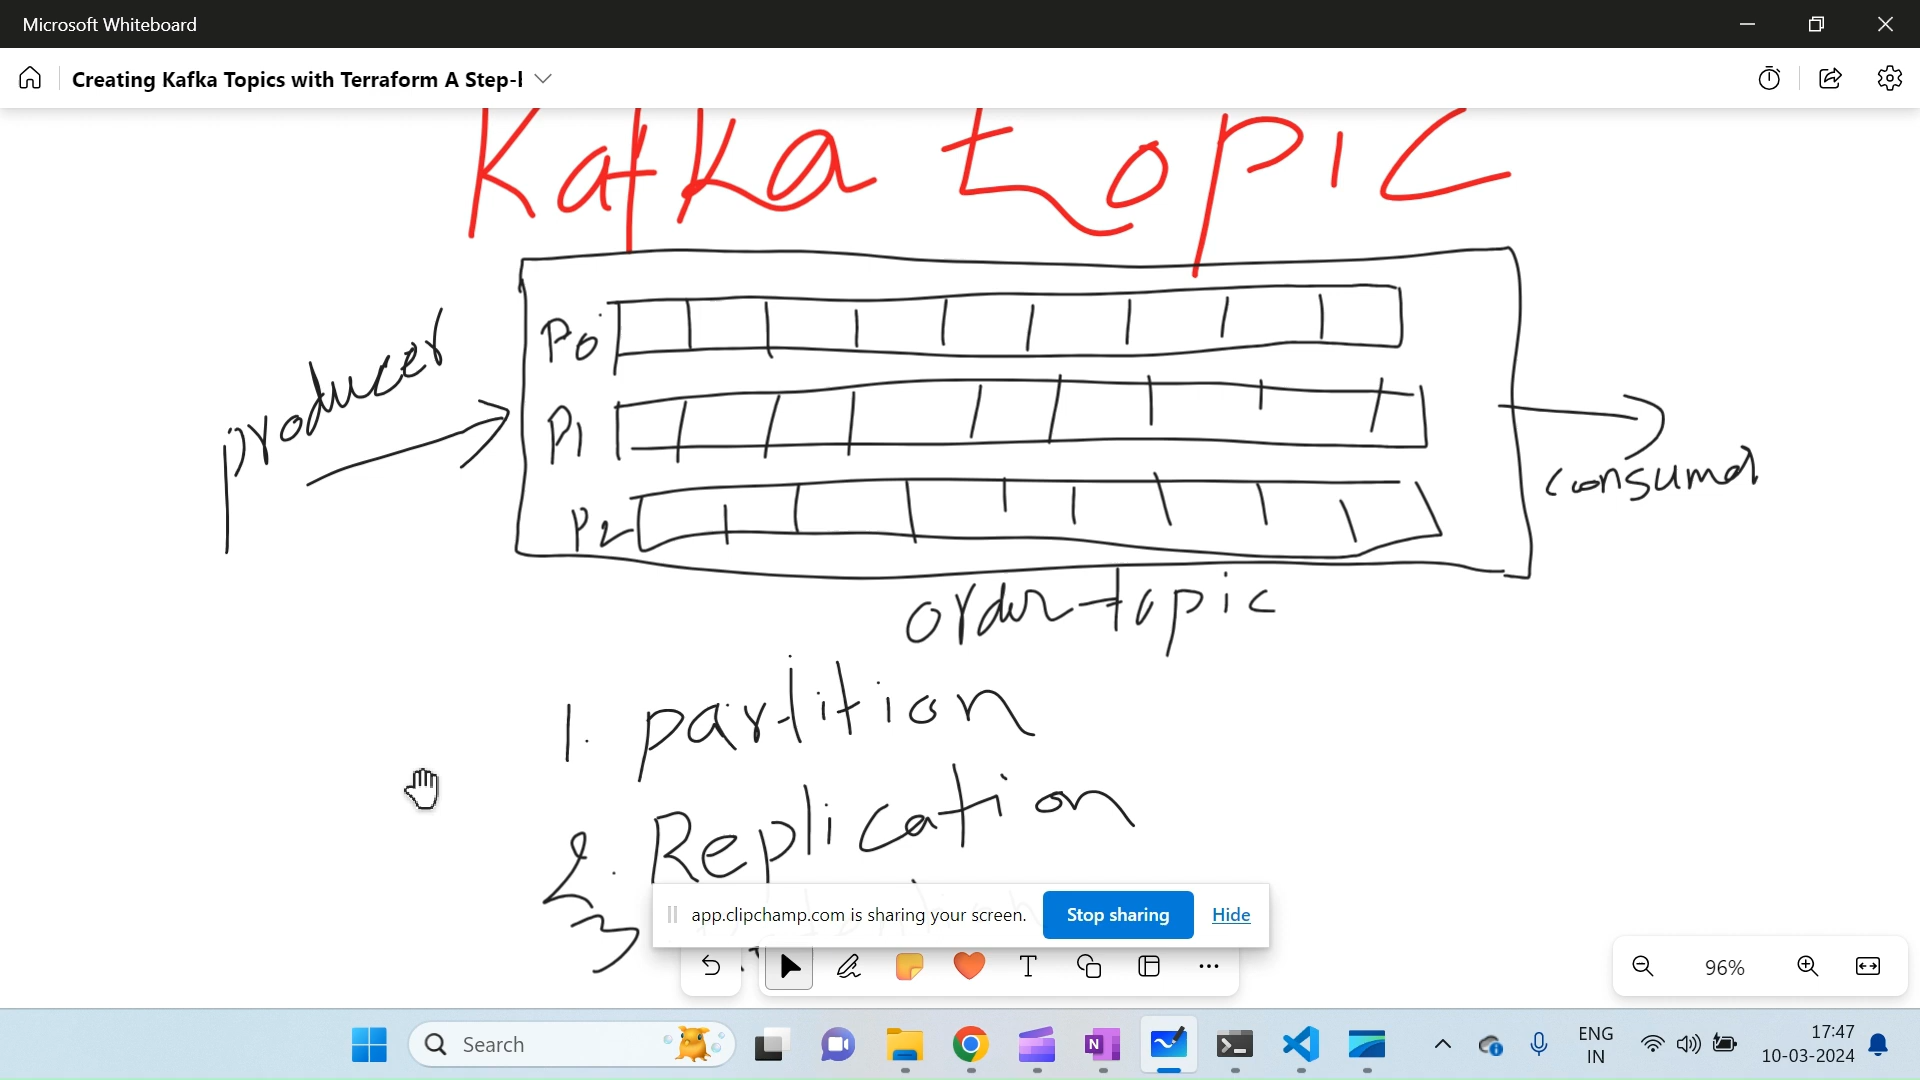 Microsoft Whiteboard
Creating Kafka Topics with Terraform A Step-b
Kafka topic
producer
P0
P1
P2
consumer
order-topic
1. partition
2. Replication
3
app.clipchamp.com is sharing your screen.
Stop sharing
Hide
T
96%
Search
N
ENG
IN
17:47
10-03-2024